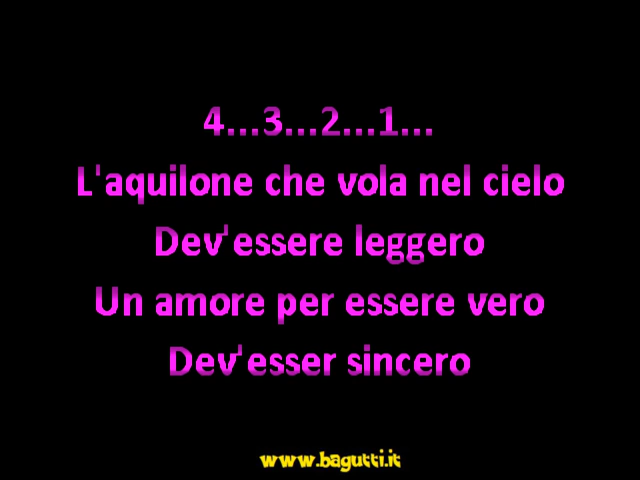 4...3...2...1...
L'aquilone che vola nel cielo
Dev'essere leggero
Un amore per essere vero
Dev'esser sincero
www.bagutti.it